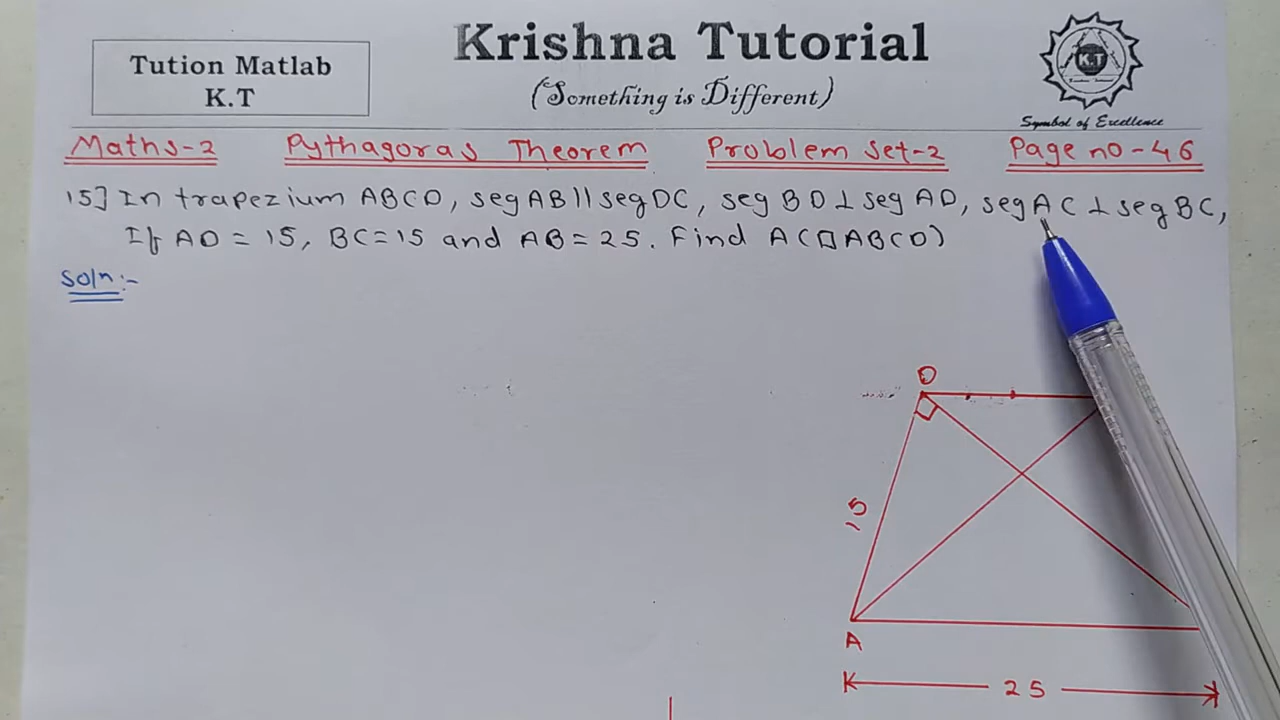 Tution Matlab
K.T
Krishna Tutorial
(Something is Different)
K.T
Symbol of Excellence
Maths-2 Pythagoras Theorem Problem Set-2 Page no-46
15] In trapezium ABCD, seg AB || seg DC, seg BD ⊥ seg AD, seg AC ⊥ seg BC,
If AD = 15, BC = 15 and AB = 25. Find A(□ABCD)
Soln:-
D
15
A
25